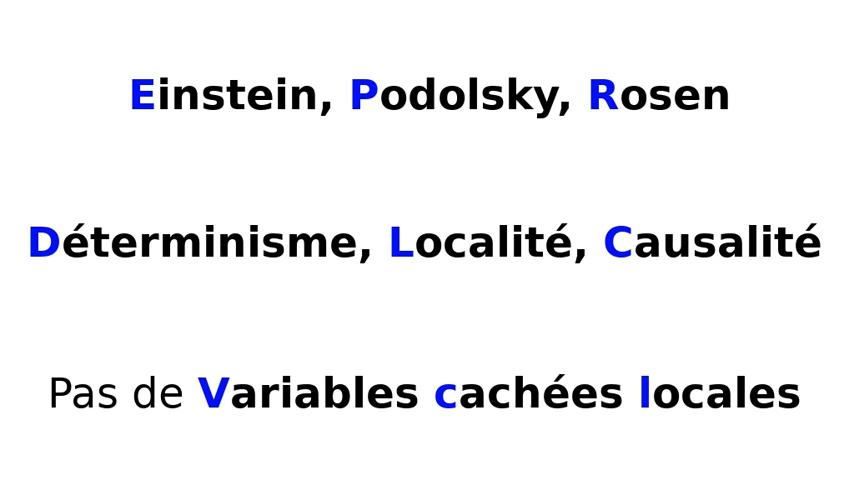 Einstein, Podolsky, Rosen
Déterminisme, Localité, Causalité
Pas de Variables cachées locales